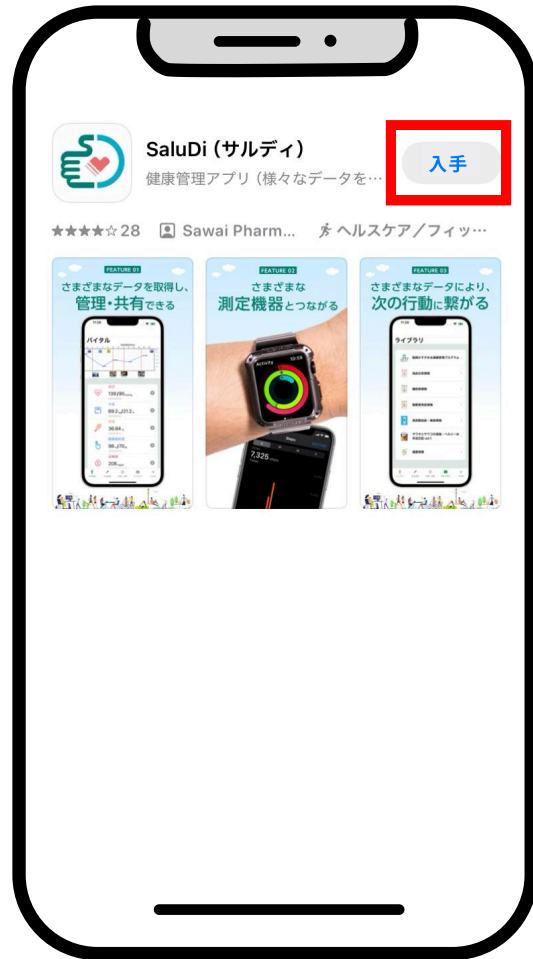 SaluDi（サルディ）
健康管理アプリ（様々なデータを…
入手
★★★★☆ 28 Sawai Pharm... ヘルスケア／フィッ…
FEATURE 01
さまざまなデータを取得し、
管理・共有できる
バイタル
FEATURE 02
さまざまな
測定機器とつながる
Activity 10:09
Steps
7,325
FEATURE 03
さまざまなデータにより、
次の行動に繋がる
ライブラリ